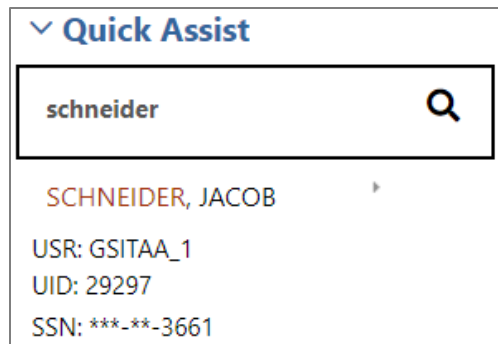 Quick Assist
schneider
SCHNEIDER, JACOB
USR: GSITAA_1
UID: 29297
SSN: ***-**-3661